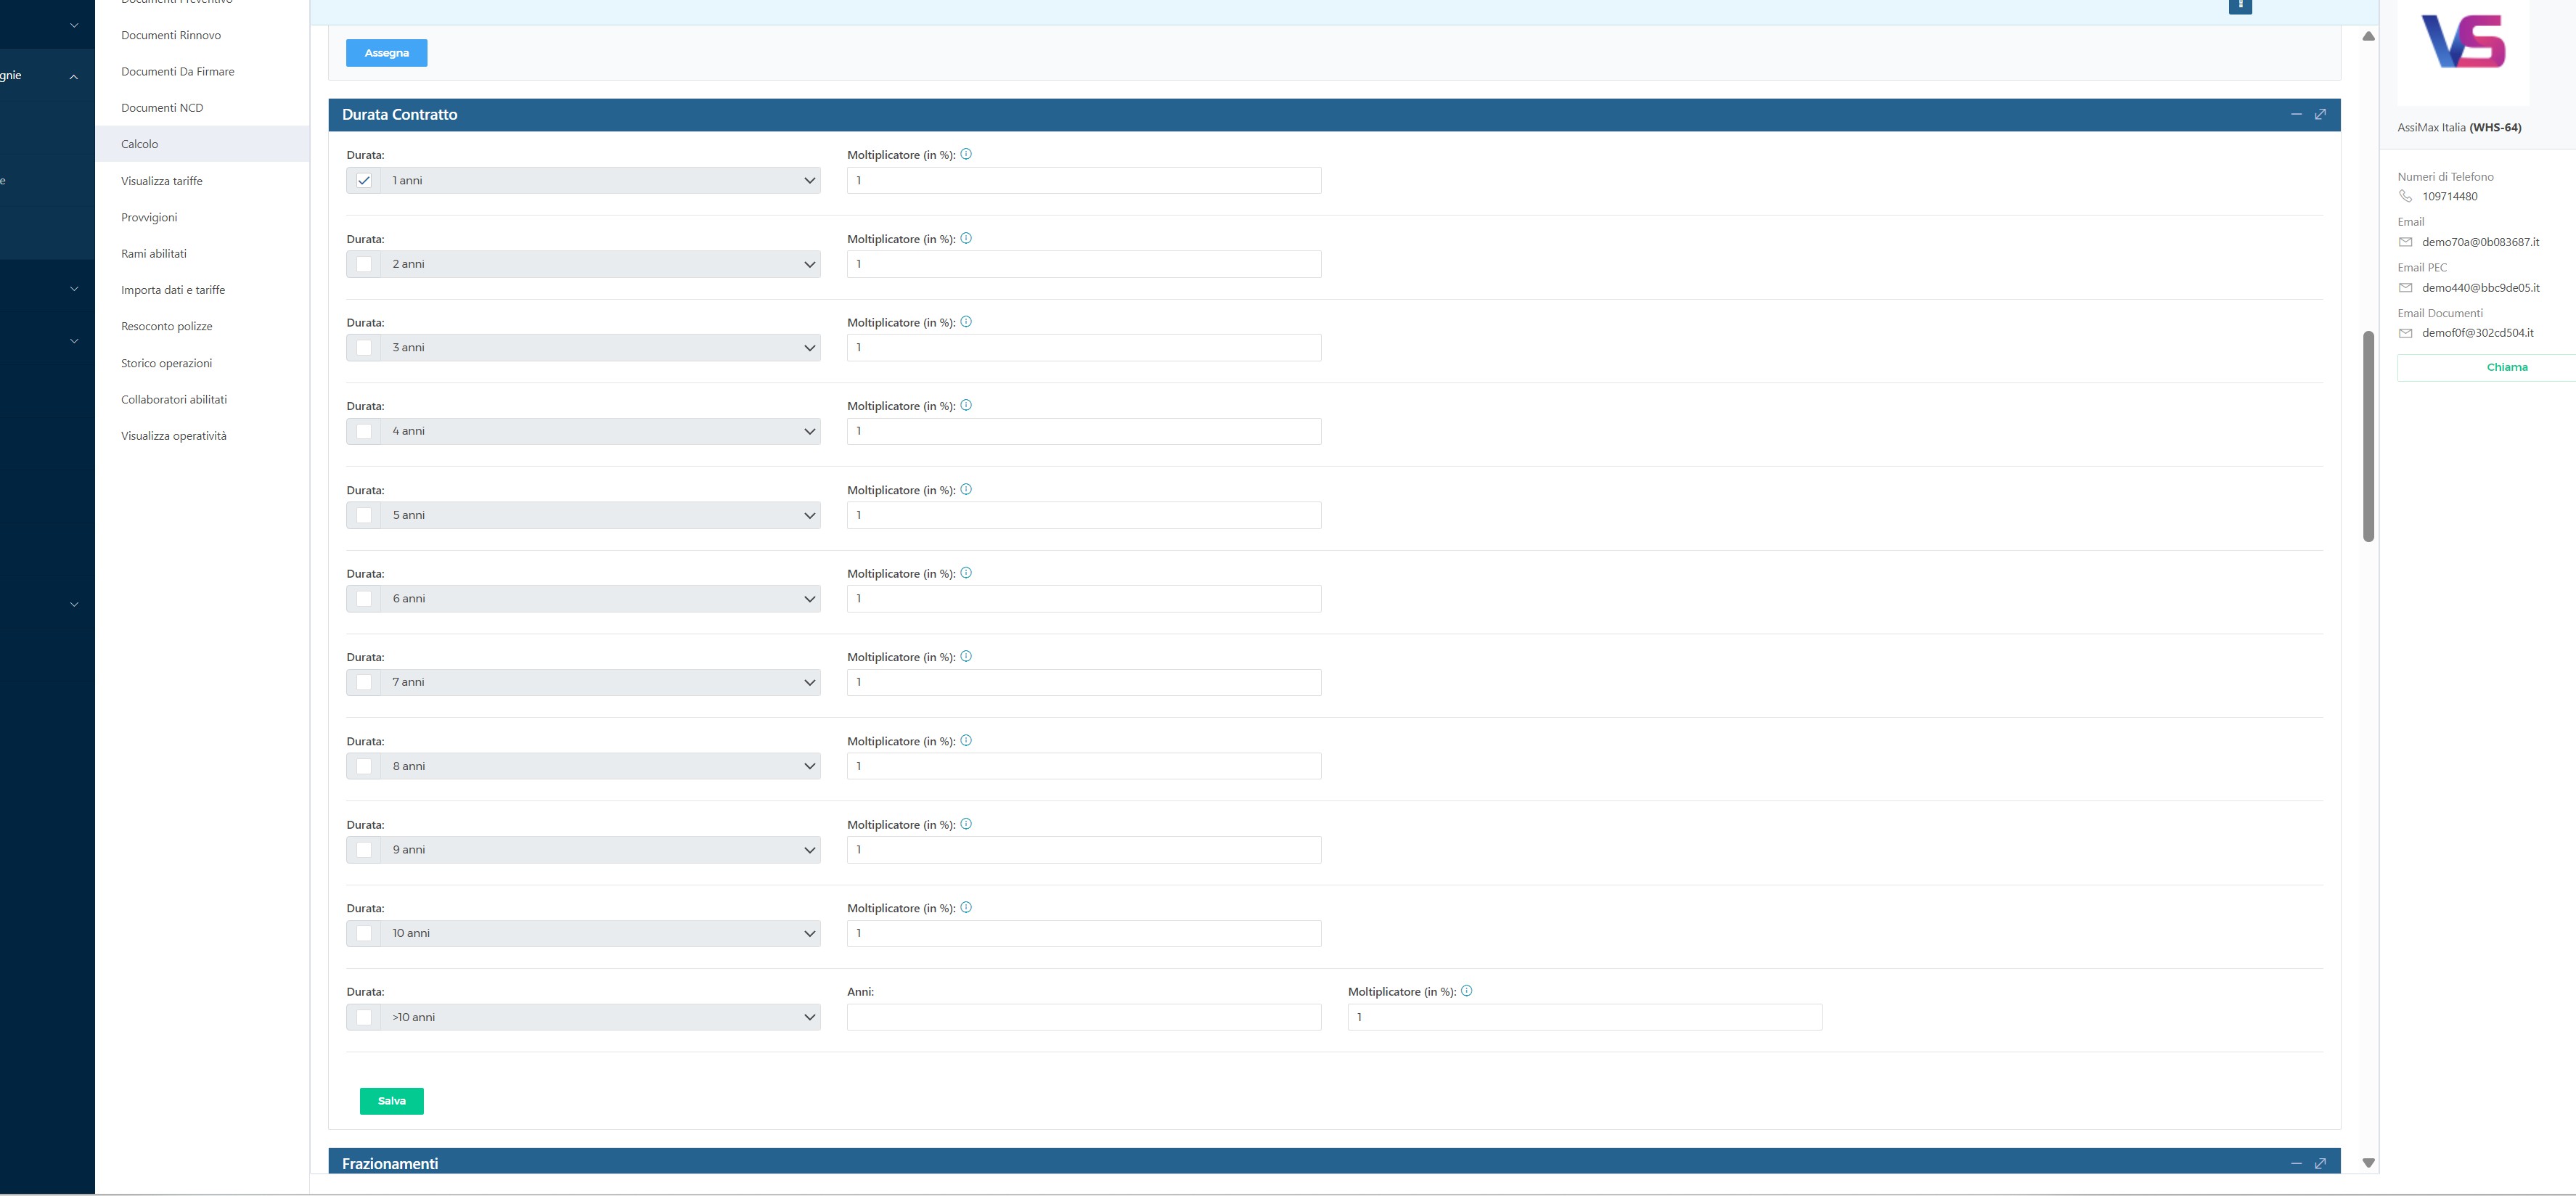 gnie
e
Documenti Preventivo
Documenti Rinnovo
Documenti Da Firmare
Documenti NCD
Calcolo
Visualizza tariffe
Provvigioni
Rami abilitati
Importa dati e tariffe
Resoconto polizze
Storico operazioni
Collaboratori abilitati
Visualizza operatività
Assegna
Durata Contratto
Durata: Moltiplicatore (in %):
1 anni 1
Durata: Moltiplicatore (in %):
2 anni 1
Durata: Moltiplicatore (in %):
3 anni 1
Durata: Moltiplicatore (in %):
4 anni 1
Durata: Moltiplicatore (in %):
5 anni 1
Durata: Moltiplicatore (in %):
6 anni 1
Durata: Moltiplicatore (in %):
7 anni 1
Durata: Moltiplicatore (in %):
8 anni 1
Durata: Moltiplicatore (in %):
9 anni 1
Durata: Moltiplicatore (in %):
10 anni 1
Durata: Anni: Moltiplicatore (in %):
>10 anni 1
Salva
Frazionamenti
VS
AssiMax Italia (WHS-64)
Numeri di Telefono
109714480
Email
demo70a@0b083687.it
Email PEC
demo440@bbc9de05.it
Email Documenti
demof0f@302cd504.it
Chiama